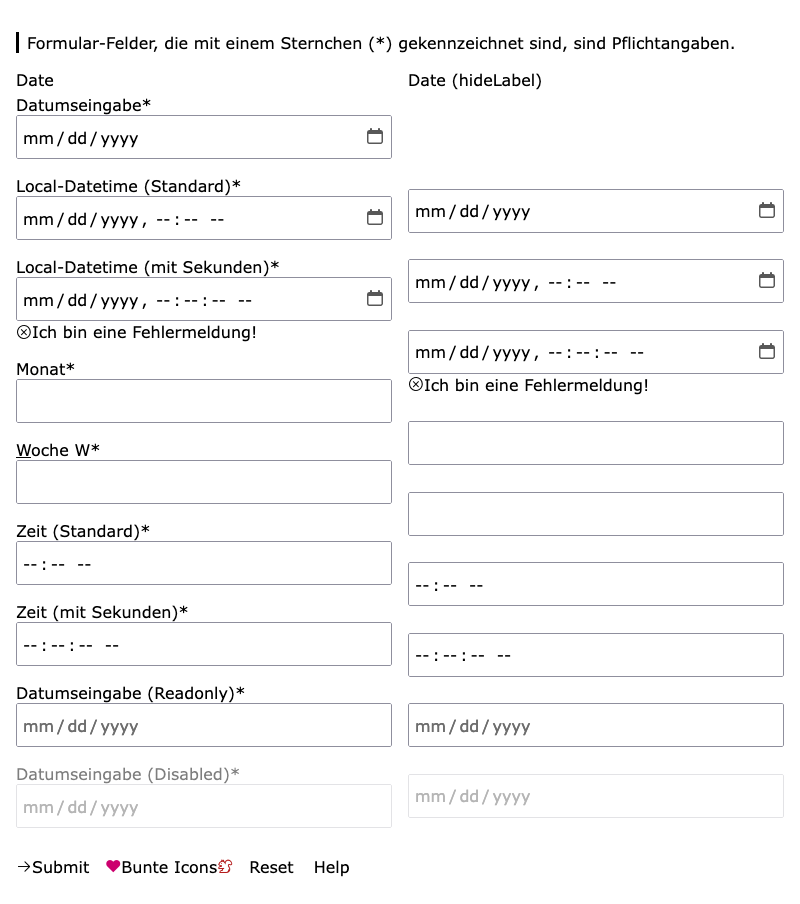 Formular-Felder, die mit einem Sternchen (*) gekennzeichnet sind, sind Pflichtangaben.
Date
Datumseingabe*
mm/dd/yyyy
Local-Datetime (Standard)*
mm/dd/yyyy, --:-- --
Local-Datetime (mit Sekunden)*
mm/dd/yyyy, --:--:-- --
Ich bin eine Fehlermeldung!
Monat*
Woche W*
Zeit (Standard)*
--:-- --
Zeit (mit Sekunden)*
--:--:-- --
Datumseingabe (Readonly)*
mm/dd/yyyy
Datumseingabe (Disabled)*
mm/dd/yyyy
Date (hideLabel)
mm/dd/yyyy
mm/dd/yyyy, --:-- --
mm/dd/yyyy, --:--:-- --
Ich bin eine Fehlermeldung!
--:-- --
--:--:-- --
mm/dd/yyyy
mm/dd/yyyy
Submit Bunte Icons Reset Help